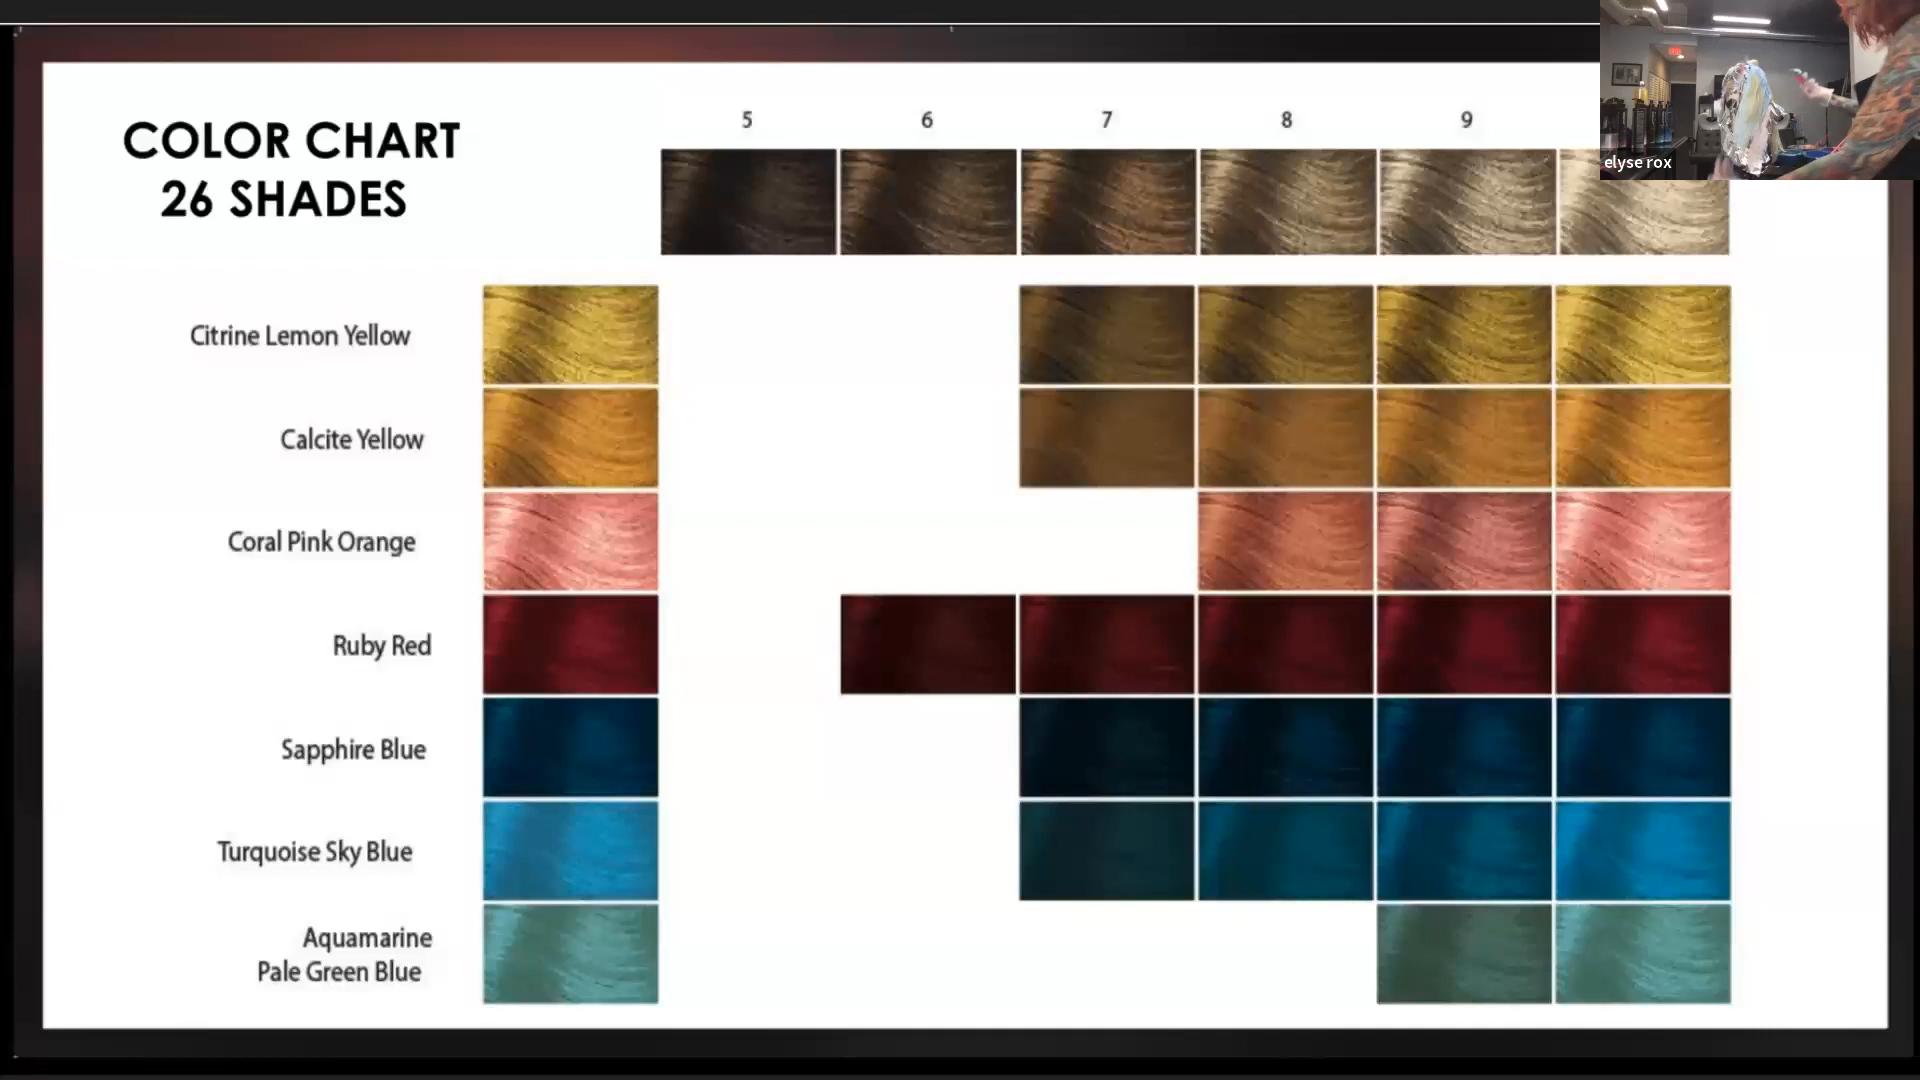 COLOR CHART
26 SHADES
5 6 7 8 9
elyse rox
Citrine Lemon Yellow
Calcite Yellow
Coral Pink Orange
Ruby Red
Sapphire Blue
Turquoise Sky Blue
Aquamarine
Pale Green Blue